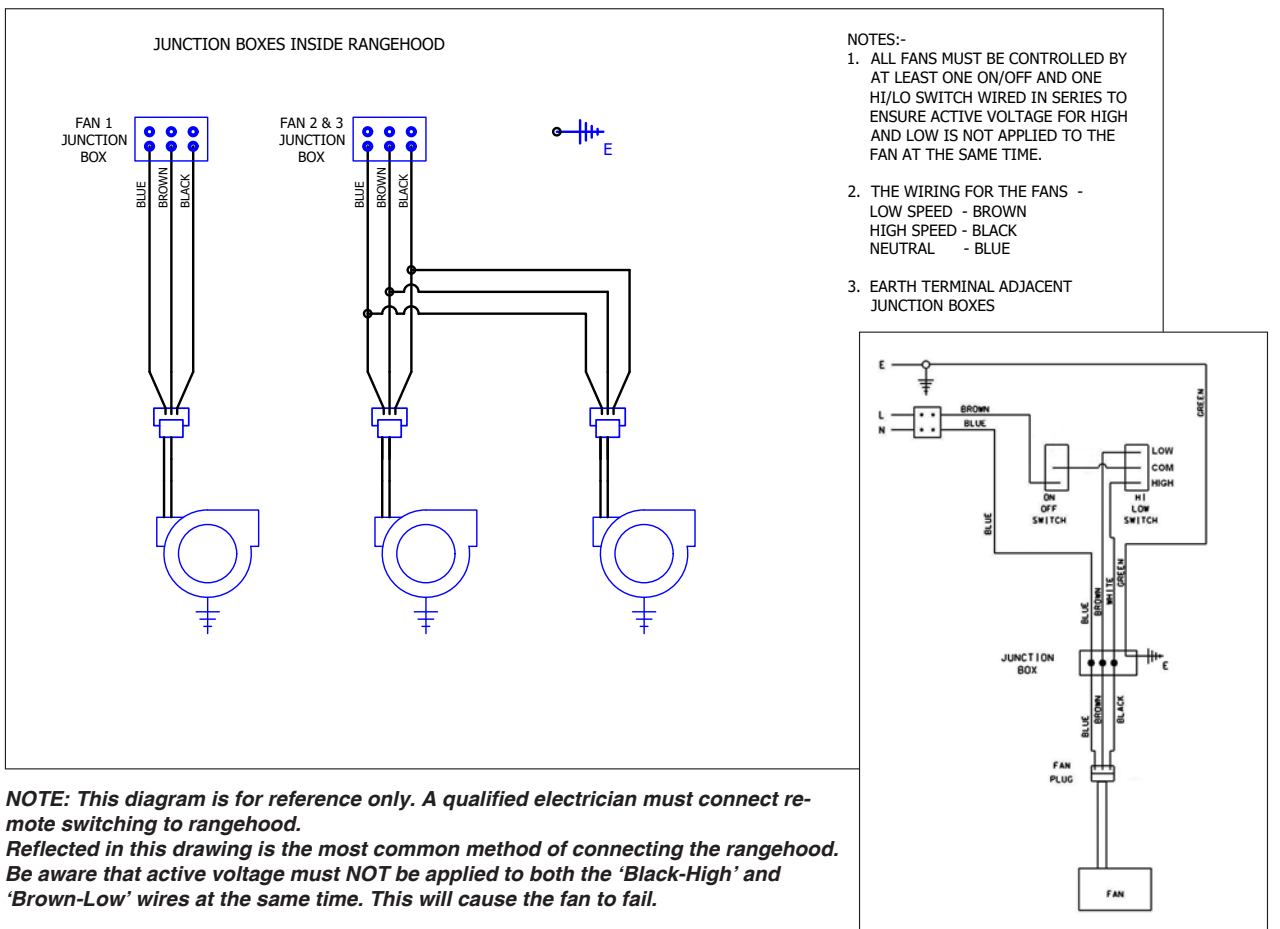 JUNCTION BOXES INSIDE RANGEHOOD
FAN 1
JUNCTION
BOX
BLUE
BROWN
BLACK
FAN 2 & 3
JUNCTION
BOX
BLUE
BROWN
BLACK
E
NOTES:-
1. ALL FANS MUST BE CONTROLLED BY
AT LEAST ONE ON/OFF AND ONE
HI/LO SWITCH WIRED IN SERIES TO
ENSURE ACTIVE VOLTAGE FOR HIGH
AND LOW IS NOT APPLIED TO THE
FAN AT THE SAME TIME.
2. THE WIRING FOR THE FANS -
LOW SPEED - BROWN
HIGH SPEED - BLACK
NEUTRAL - BLUE
3. EARTH TERMINAL ADJACENT
JUNCTION BOXES
E
L
N
BROWN
BLUE
GREEN
LOW
COM
HIGH
ON
OFF
SWITCH
HI
LOW
SWITCH
BLUE
BLUE
BROWN
WHITE
GREEN
JUNCTION
BOX
E
BLUE
BROWN
BLACK
FAN
PLUG
FAN
NOTE: This diagram is for reference only. A qualified electrician must connect re-
mote switching to rangehood.
Reflected in this drawing is the most common method of connecting the rangehood.
Be aware that active voltage must NOT be applied to both the ‘Black-High’ and
‘Brown-Low’ wires at the same time. This will cause the fan to fail.